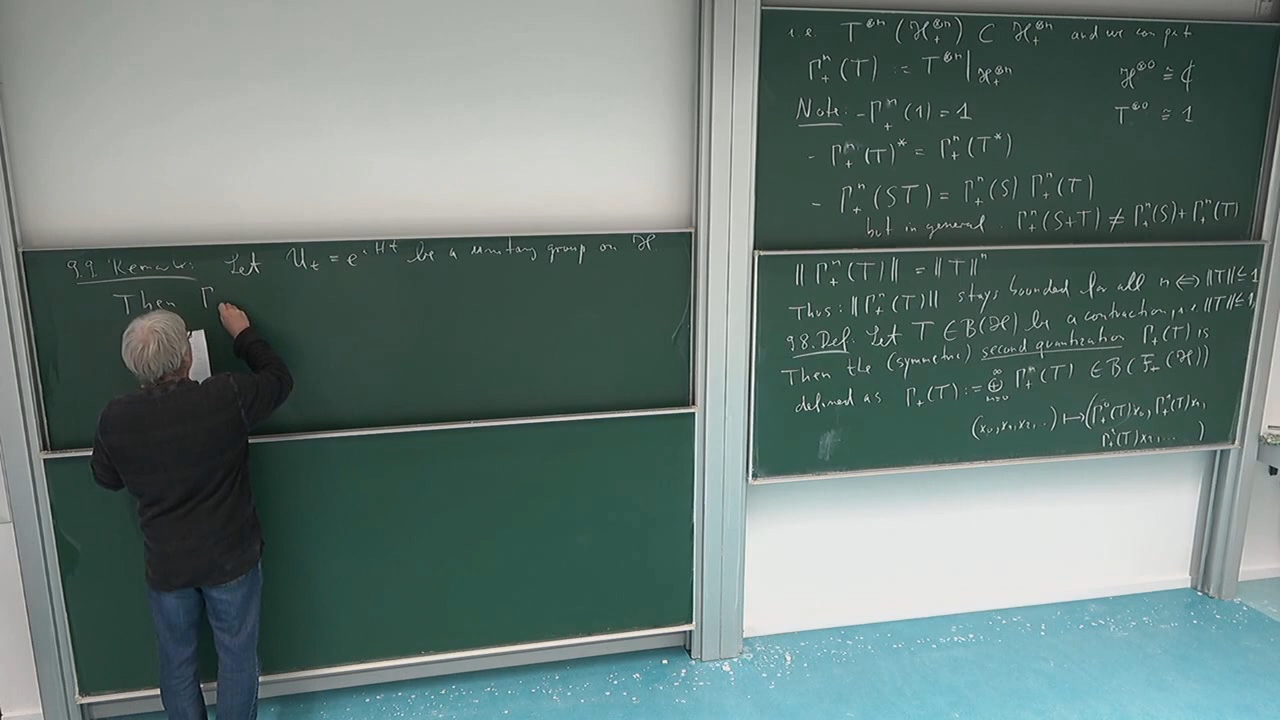 9.9. Remarks: Let U_t = e^{iHt} be a unitary group on ℋ
Then Γ
i.e. T^{⊗n} (ℋ_+^{⊗n}) ⊂ ℋ_+^{⊗n} and we can put
Γ_+^n (T) := T^{⊗n} |_{ℋ_+^{⊗n}} ℋ^{⊗0} ≅ ℂ
Note: - Γ_+^n (1) = 1 T^{⊗0} ≅ 1
- Γ_+^n (T)^* = Γ_+^n (T^*)
- Γ_+^n (ST) = Γ_+^n (S) Γ_+^n (T)
but in general. Γ_+^n (S+T) ≠ Γ_+^n (S) + Γ_+^n (T)
‖ Γ_+^n (T) ‖ = ‖T‖^n
Thus: ‖ Γ_+^n (T) ‖ stays bounded for all n ⇔ ‖T‖ ≤ 1
9.8. Def. Let T ∈ B(ℋ) be a contraction, i.e. ‖T‖ ≤ 1
Then the (symmetric) second quantization Γ_+ (T) is
defined as Γ_+ (T) := ⊕_{n=0}^∞ Γ_+^n (T) ∈ B(F_+ (ℋ))
(x_0, x_1, x_2, ..) ↦ (Γ_+^0 (T) x_0, Γ_+^1 (T) x_1,
Γ_+^2 (T) x_2, ... )